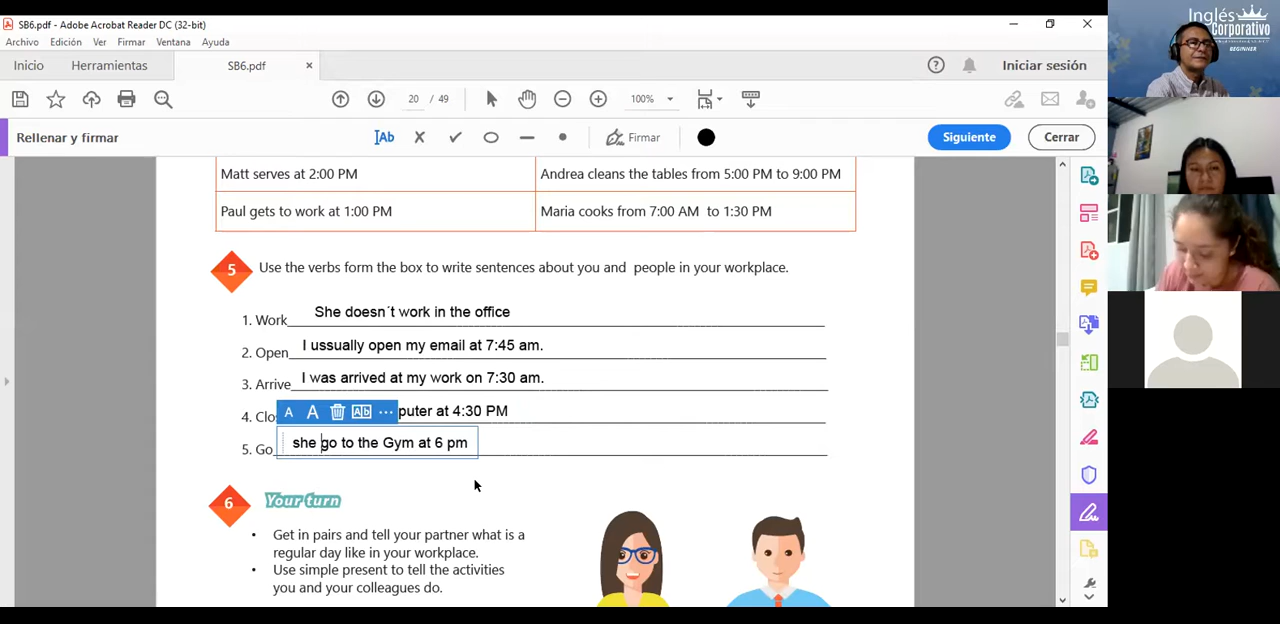 SB6.pdf - Adobe Acrobat Reader DC (32-bit)
Archivo Edición Ver Firmar Ventana Ayuda
Inicio Herramientas SB6.pdf × Iniciar sesión
20 / 49 100%
Rellenar y firmar Ab Firmar Siguiente Cerrar
Matt serves at 2:00 PM Andrea cleans the tables from 5:00 PM to 9:00 PM
Paul gets to work at 1:00 PM Maria cooks from 7:00 AM to 1:30 PM
5 Use the verbs form the box to write sentences about you and people in your workplace.
1. Work She doesn´t work in the office
2. Open I ussually open my email at 7:45 am.
3. Arrive I was arrived at my work on 7:30 am.
4. Clo puter at 4:30 PM
5. Go she go to the Gym at 6 pm
6 Your turn
• Get in pairs and tell your partner what is a
regular day like in your workplace.
• Use simple present to tell the activities
you and your colleagues do.
Inglés
Corporativo
BEGINNER